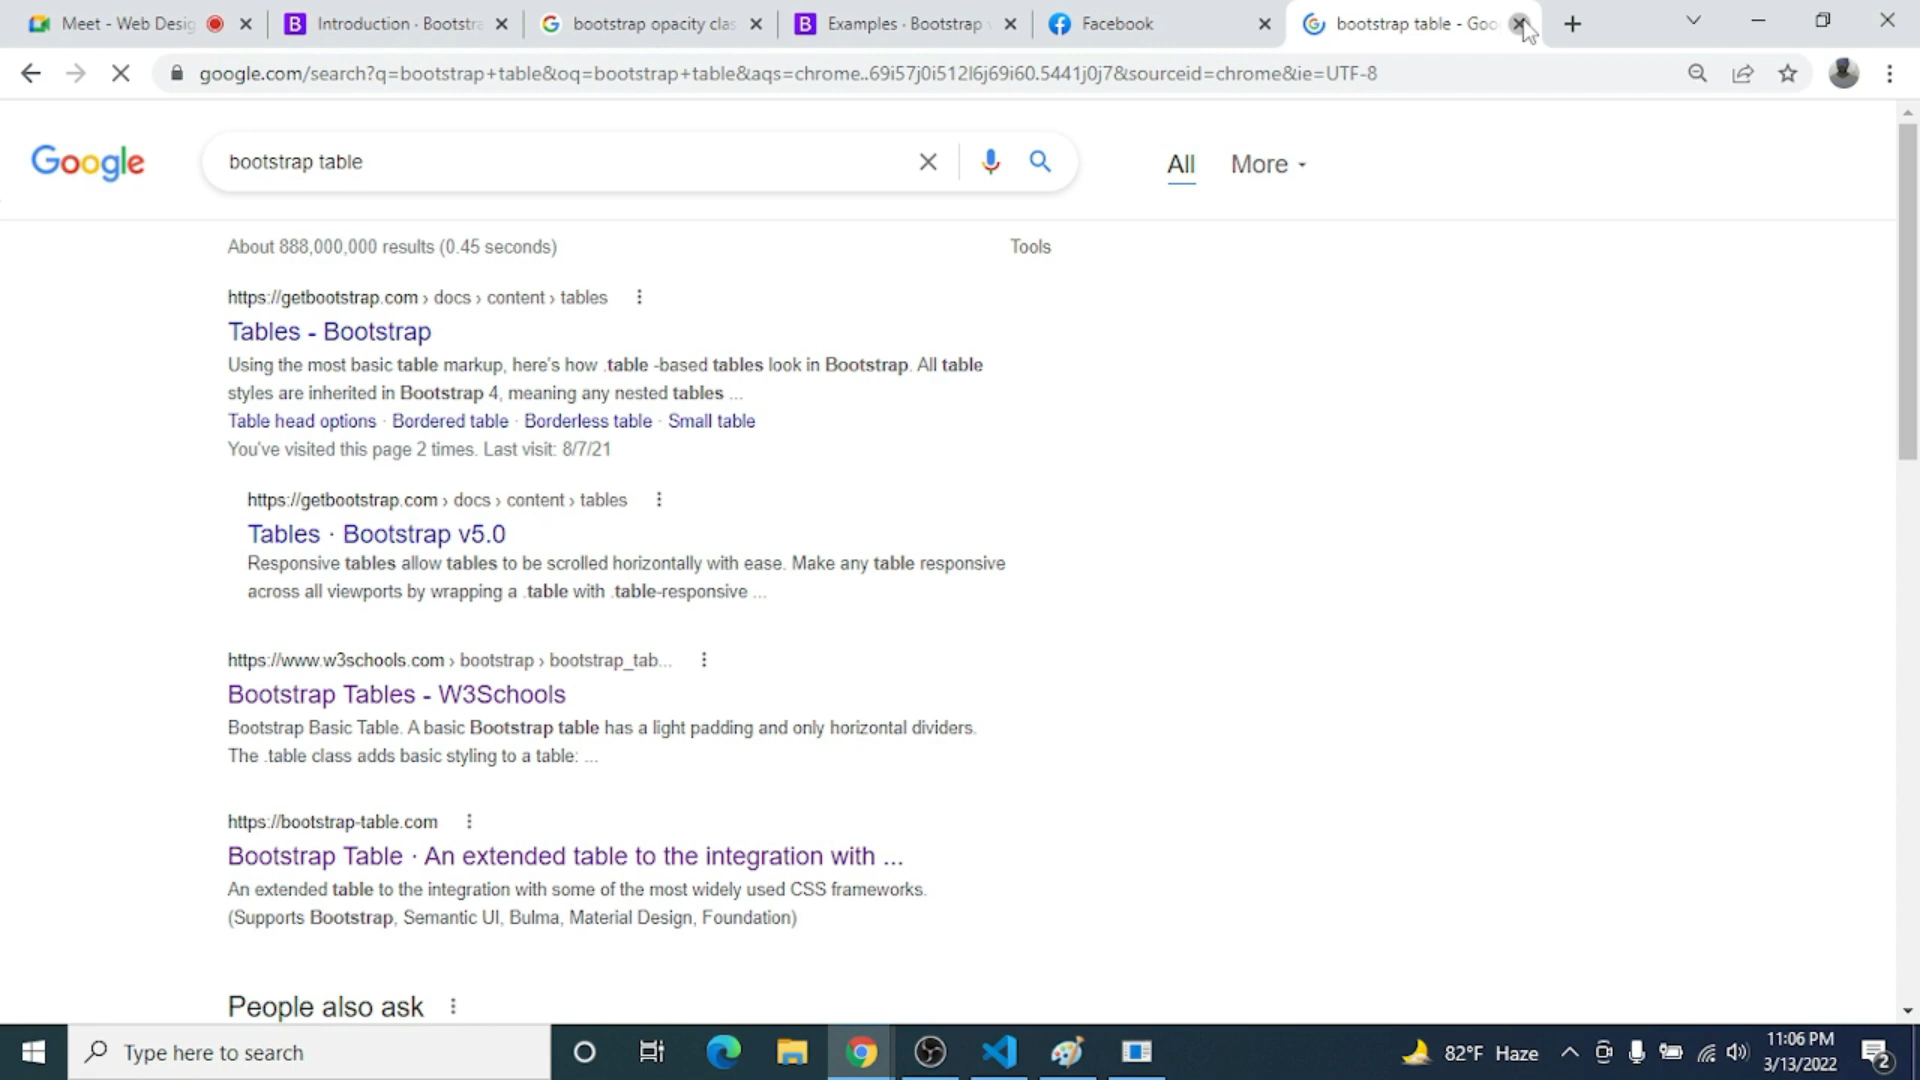 Meet - Web Desig
Introduction · Bootstra
bootstrap opacity clas
Examples · Bootstrap
Facebook
bootstrap table - Goo
google.com/search?q=bootstrap+table&oq=bootstrap+table&aqs=chrome..69i57j0i512l6j69i60.5441j0j7&sourceid=chrome&ie=UTF-8
Google
bootstrap table
All
More
About 888,000,000 results (0.45 seconds)
Tools
https://getbootstrap.com › docs › content › tables
Tables - Bootstrap
Using the most basic table markup, here's how .table -based tables look in Bootstrap. All table
styles are inherited in Bootstrap 4, meaning any nested tables ...
Table head options · Bordered table · Borderless table · Small table
You've visited this page 2 times. Last visit: 8/7/21
https://getbootstrap.com › docs › content › tables
Tables · Bootstrap v5.0
Responsive tables allow tables to be scrolled horizontally with ease. Make any table responsive
across all viewports by wrapping a .table with .table-responsive ...
https://www.w3schools.com › bootstrap › bootstrap_tab...
Bootstrap Tables - W3Schools
Bootstrap Basic Table. A basic Bootstrap table has a light padding and only horizontal dividers.
The .table class adds basic styling to a table: ...
https://bootstrap-table.com
Bootstrap Table · An extended table to the integration with ...
An extended table to the integration with some of the most widely used CSS frameworks.
(Supports Bootstrap, Semantic UI, Bulma, Material Design, Foundation)
People also ask
Type here to search
82°F Haze
11:06 PM
3/13/2022
2